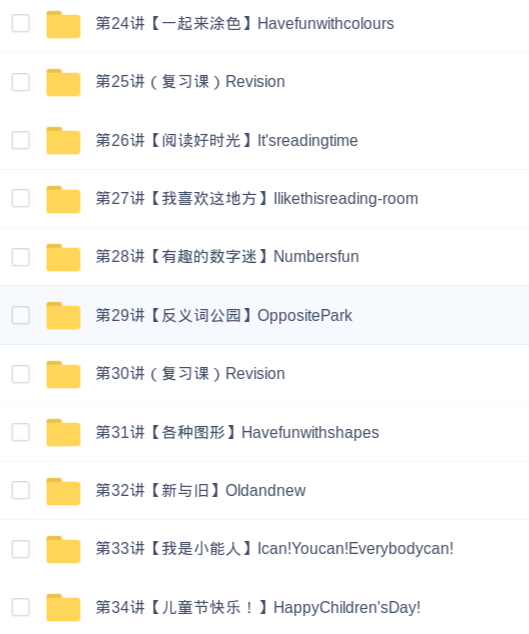 第24讲【一起来涂色】Havefunwithcolours
第25讲（复习课）Revision
第26讲【阅读好时光】It'sreadingtime
第27讲【我喜欢这地方】Ilikethisreading-room
第28讲【有趣的数字迷】Numbersfun
第29讲【反义词公园】OppositePark
第30讲（复习课）Revision
第31讲【各种图形】Havefunwithshapes
第32讲【新与旧】Oldandnew
第33讲【我是小能人】Ican!Youcan!Everybodycan!
第34讲【儿童节快乐！】HappyChildren'sDay!